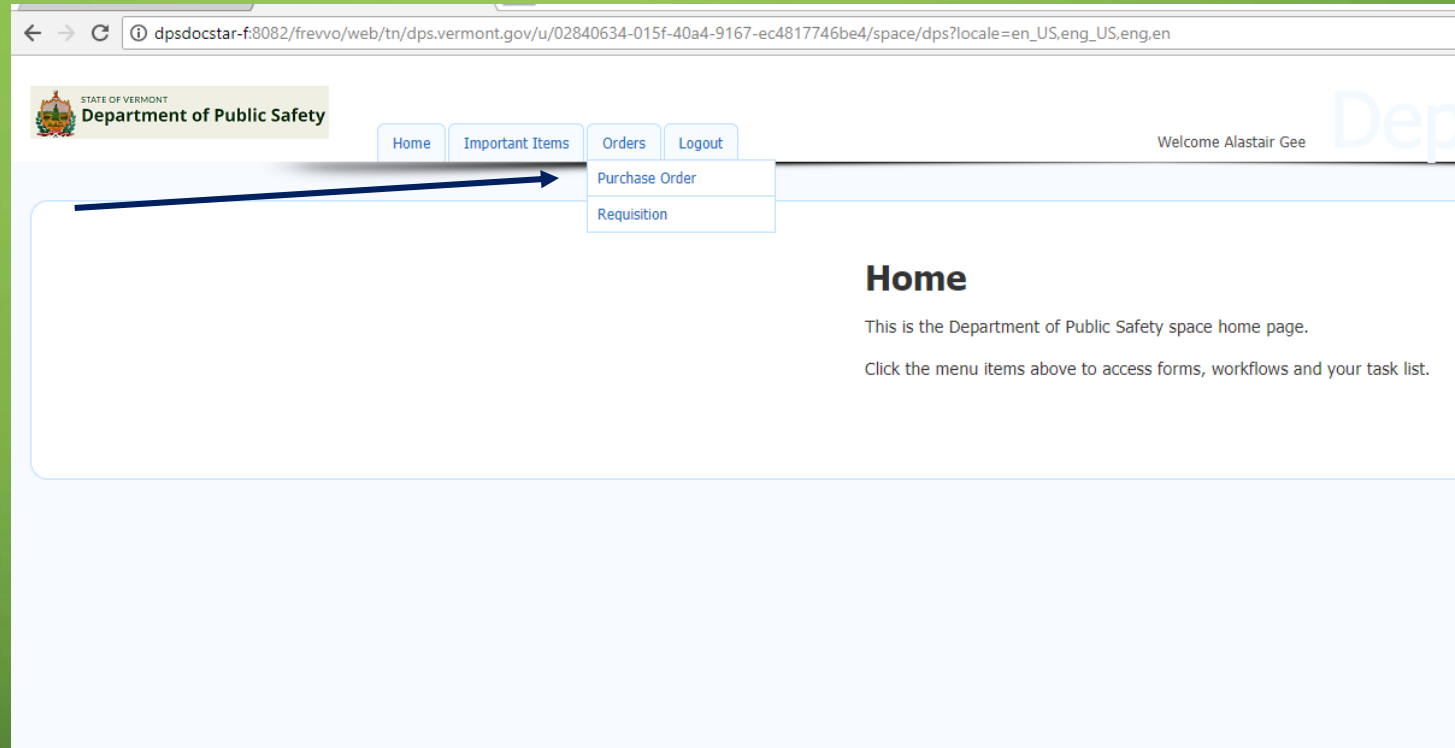 dpsdocstar-f:8082/frevvo/web/tn/dps.vermont.gov/u/02840634-015f-40a4-9167-ec4817746be4/space/dps?locale=en_US,eng_US,eng,en
STATE OF VERMONT
Department of Public Safety
Home Important Items Orders Logout
Welcome Alastair Gee
Dep
Purchase Order
Requisition
Home
This is the Department of Public Safety space home page.
Click the menu items above to access forms, workflows and your task list.